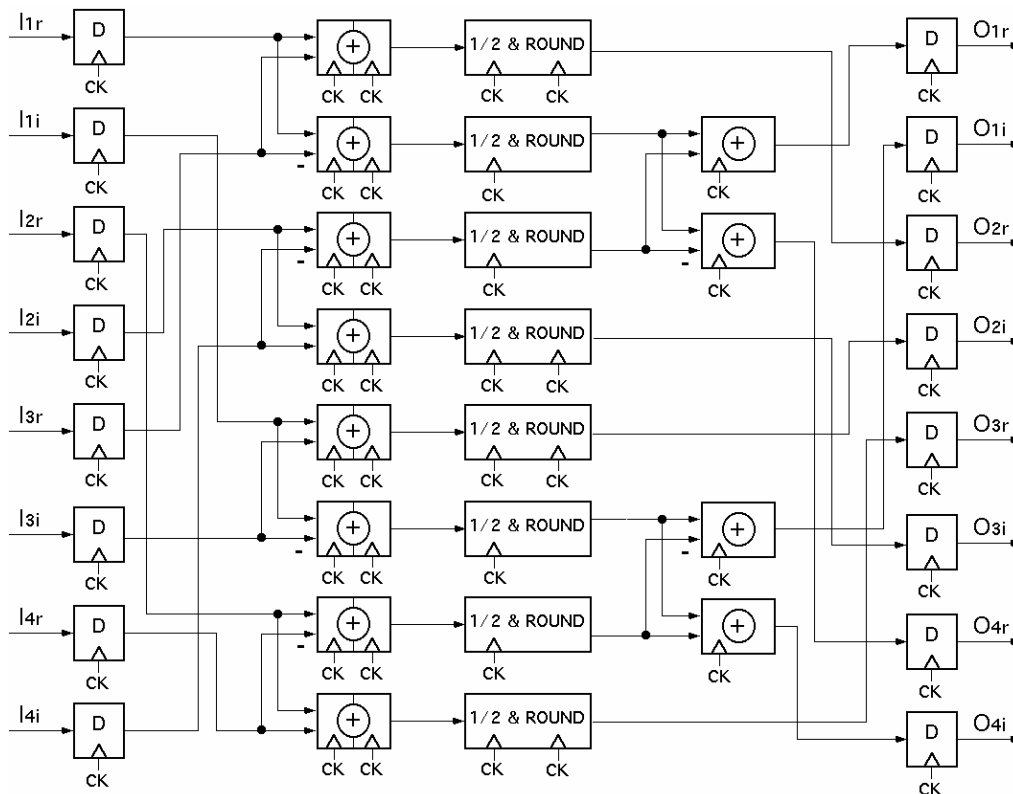 I1r D + 1/2 & ROUND D O1r
CK CK CK CK CK CK
I1i D + 1/2 & ROUND + D O1i
-
CK CK CK CK CK CK
I2r D + 1/2 & ROUND + D O2r
- -
CK CK CK CK CK CK
I2i D + 1/2 & ROUND D O2i
CK CK CK CK CK CK
I3r D + 1/2 & ROUND D O3r
CK CK CK CK CK CK
I3i D + 1/2 & ROUND + D O3i
- -
CK CK CK CK CK CK
I4r D + 1/2 & ROUND + D O4r
-
CK CK CK CK CK CK
I4i D + 1/2 & ROUND D O4i
CK CK CK CK CK CK